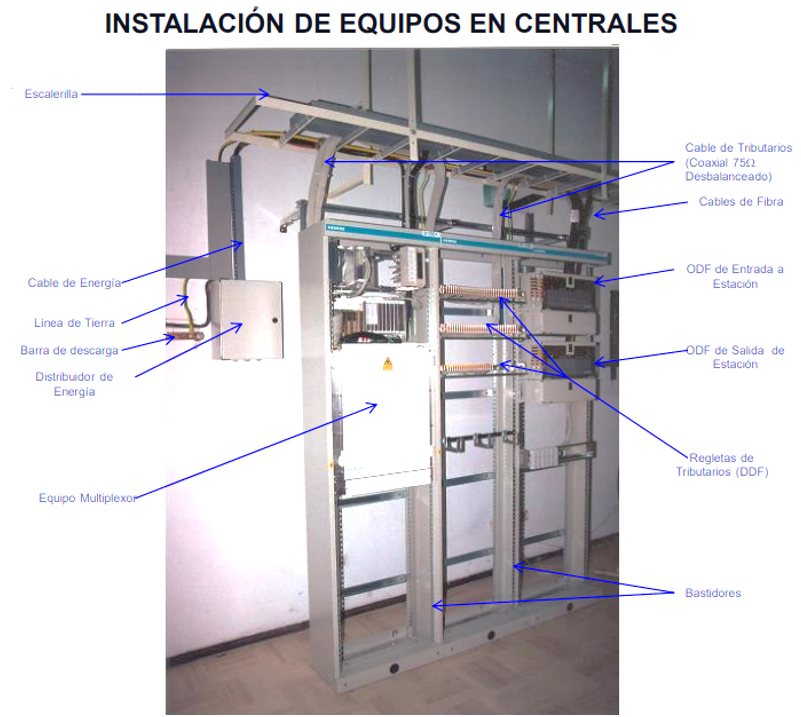 INSTALACIÓN DE EQUIPOS EN CENTRALES
Escalerilla
Cable de Tributarios
(Coaxial 75Ω
Desbalanceado)
Cables de Fibra
Cable de Energía
Línea de Tierra
Barra de descarga
Distribuidor de
Energía
Equipo Multiplexor
ODF de Entrada a
Estación
ODF de Salida de
Estación
Regletas de
Tributarios (DDF)
Bastidores
SIEMENS
SIEMENS